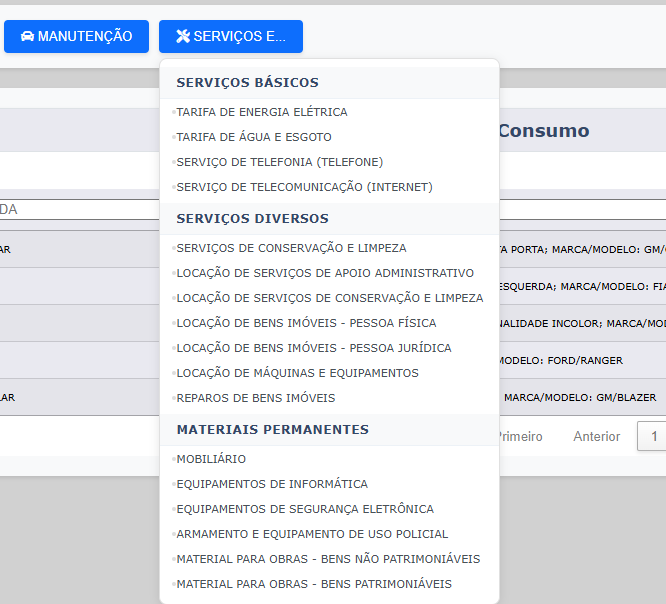 MANUTENÇÃO
SERVIÇOS E...
SERVIÇOS BÁSICOS
TARIFA DE ENERGIA ELÉTRICA
TARIFA DE ÁGUA E ESGOTO
SERVIÇO DE TELEFONIA (TELEFONE)
SERVIÇO DE TELECOMUNICAÇÃO (INTERNET)
SERVIÇOS DIVERSOS
SERVIÇOS DE CONSERVAÇÃO E LIMPEZA
LOCAÇÃO DE SERVIÇOS DE APOIO ADMINISTRATIVO
LOCAÇÃO DE SERVIÇOS DE CONSERVAÇÃO E LIMPEZA
LOCAÇÃO DE BENS IMÓVEIS - PESSOA FÍSICA
LOCAÇÃO DE BENS IMÓVEIS - PESSOA JURÍDICA
LOCAÇÃO DE MÁQUINAS E EQUIPAMENTOS
REPAROS DE BENS IMÓVEIS
MATERIAIS PERMANENTES
MOBILIÁRIO
EQUIPAMENTOS DE INFORMÁTICA
EQUIPAMENTOS DE SEGURANÇA ELETRÔNICA
ARMAMENTO E EQUIPAMENTO DE USO POLICIAL
MATERIAL PARA OBRAS - BENS NÃO PATRIMONIÁVEIS
MATERIAL PARA OBRAS - BENS PATRIMONIÁVEIS
Consumo
DA
AR
TA PORTA; MARCA/MODELO: GM/
ESQUERDA; MARCA/MODELO: FIA
NALIDADE INCOLOR; MARCA/MOD
MODELO: FORD/RANGER
LAR
MARCA/MODELO: GM/BLAZER
Primeiro
Anterior
1